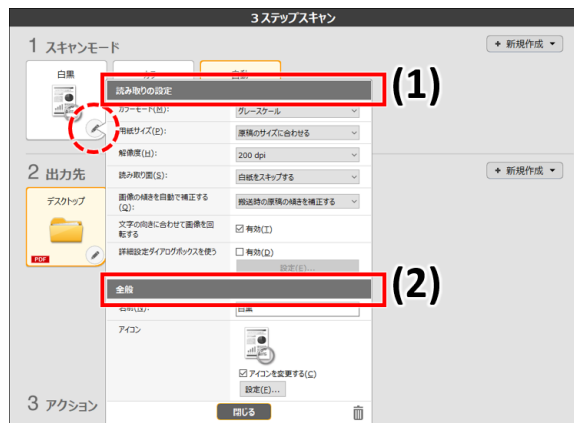 3ステップスキャン
1 スキャンモード
+ 新規作成
白黒
自動
(1)
読み取りの設定
カラーモード(M):
グレースケール
用紙サイズ(P):
原稿のサイズに合わせる
解像度(H):
200 dpi
2 出力先
+ 新規作成
読み取り面(S):
白紙をスキップする
デスクトップ
画像の傾きを自動で補正する(Q):
搬送時の原稿の傾きを補正する
文字の向きに合わせて画像を回転する
有効(T)
PDF
詳細設定ダイアログボックスを使う
有効(D)
設定(E)...
(2)
全般
名前(N):
白黒
アイコン
アイコンを変更する(C)
設定(F)...
3 アクション
閉じる